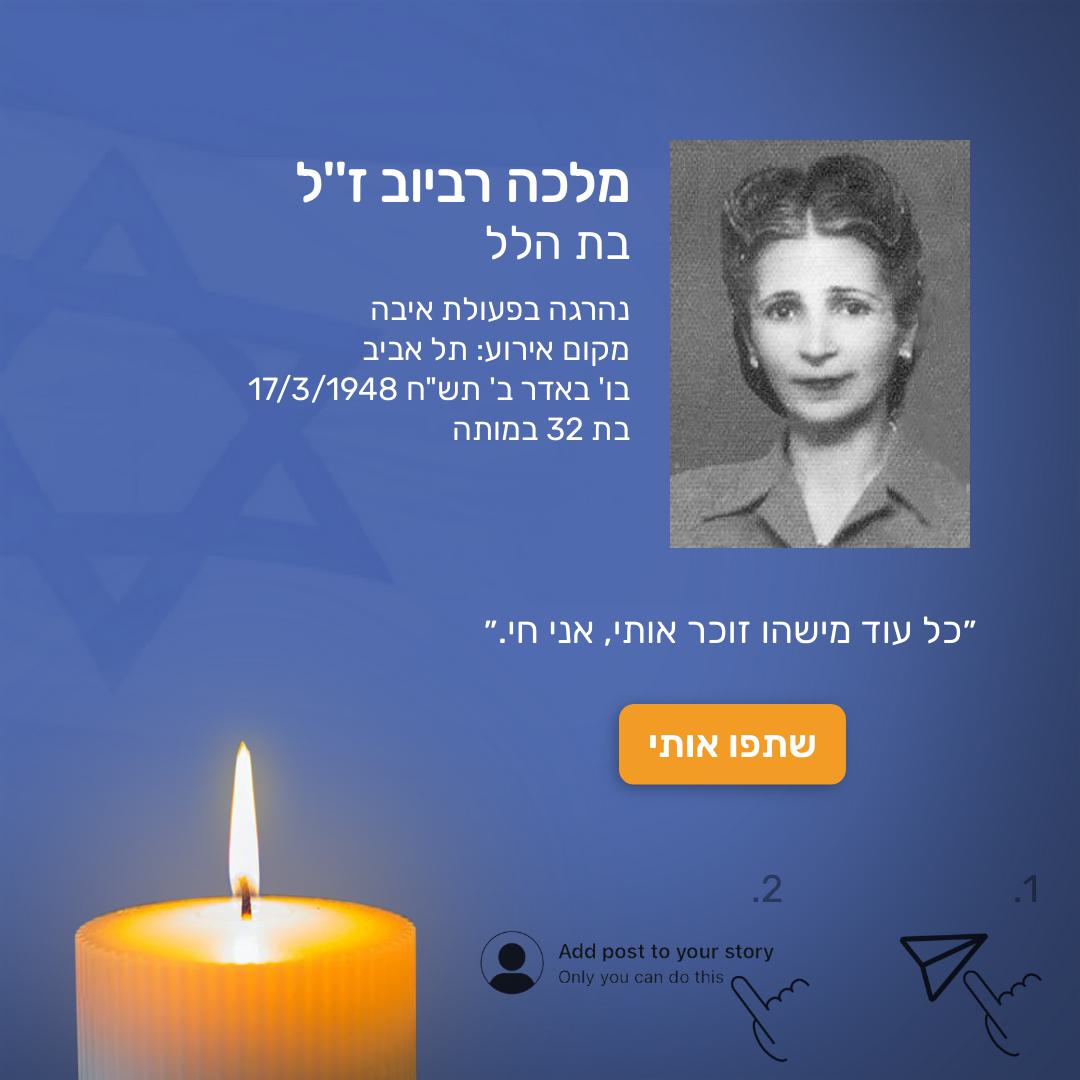 מלכה רביוב ז"ל
בת הלל
נהרגה בפעולת איבה
מקום אירוע: תל אביב
בו' באדר ב' תש"ח 17/3/1948
בת 32 במותה
״כל עוד מישהו זוכר אותי, אני חי.״
שתפו אותי
.1
.2
Add post to your story
Only you can do this